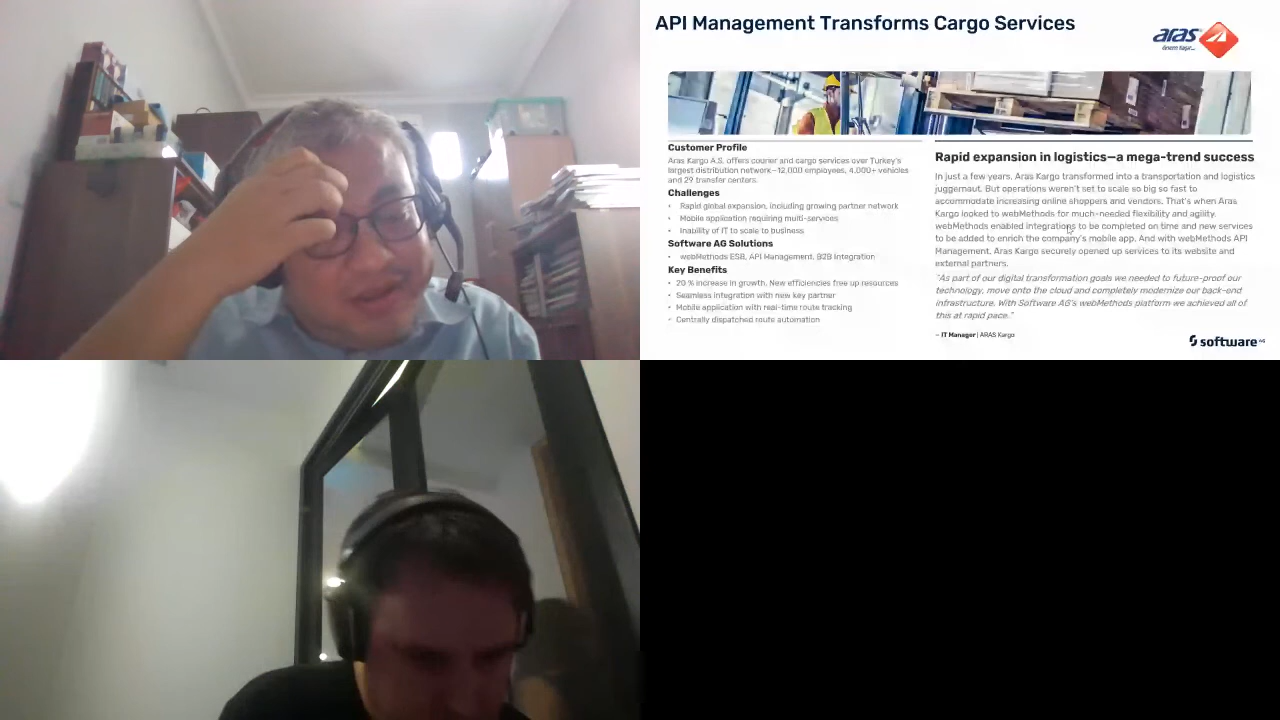 API Management Transforms Cargo Services
aras
Customer Profile
Aras Kargo A.S. offers courier and cargo services over Turkey's
largest distribution network—12,000 employees, 4,000+ vehicles
and 29 transfer centers.
Challenges
• Rapid global expansion, including growing partner network
• Mobile application requiring multi-services
• Inability of IT to scale to business
Software AG Solutions
• webMethods ESB, API Management, B2B Integration
Key Benefits
• 20 % increase in growth. New efficiencies free up resources
• Seamless integration with new key partner
• Mobile application with real-time route tracking
• Centrally dispatched route automation
Rapid expansion in logistics—a mega-trend success
In just a few years, Aras Kargo transformed into a transportation and logistics
juggernaut. But operations weren't set to scale so big so fast to
accommodate increasing online shoppers and vendors. That's when Aras
Kargo looked to webMethods for much-needed flexibility and agility.
webMethods enabled integrations to be completed on time and new services
to be added to enrich the company's mobile app. And with webMethods API
Management, Aras Kargo securely opened up services to its website and
external partners.
"As part of our digital transformation goals we needed to future-proof our
technology, move onto the cloud and completely modernize our back-end
infrastructure. With Software AG's webMethods platform we achieved all of
this at rapid pace."
— IT Manager | ARAS Kargo
software AG